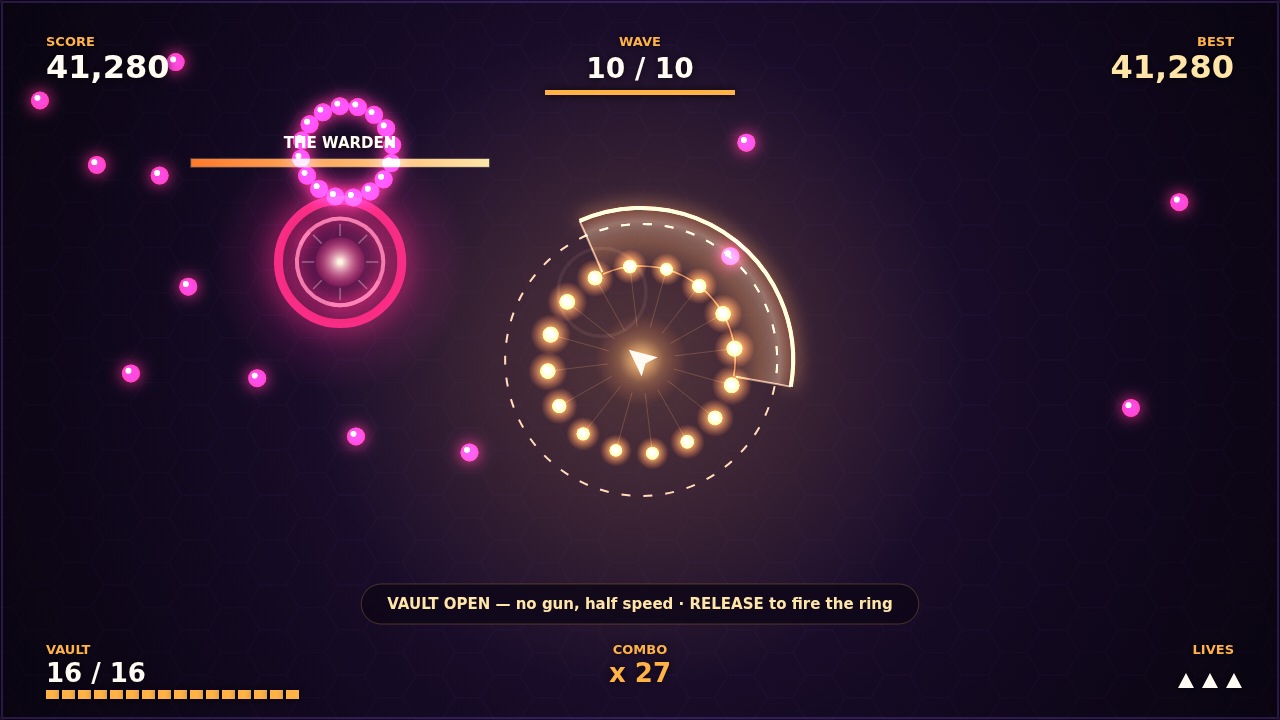 SCORE
41,280
WAVE
10 / 10
BEST
41,280
THE WARDEN
VAULT OPEN — no gun, half speed · RELEASE to fire the ring
VAULT
16 / 16
COMBO
x 27
LIVES